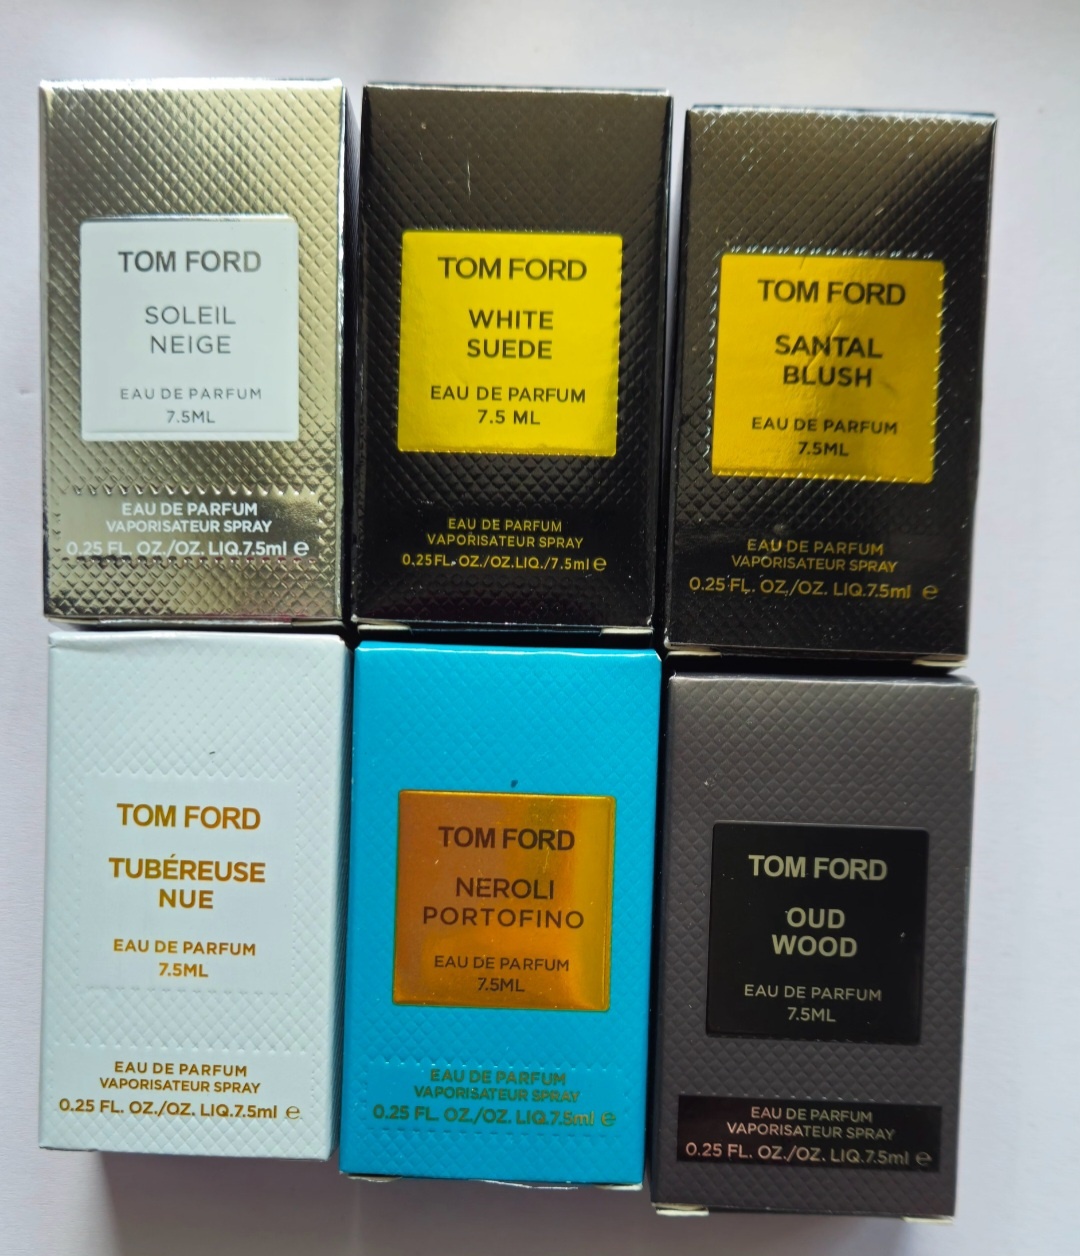 TOM FORD
SOLEIL
NEIGE
EAU DE PARFUM
7.5ML
EAU DE PARFUM
VAPORISATEUR SPRAY
0.25 FL. OZ./OZ. LIQ.7.5ml e
TOM FORD
WHITE
SUEDE
EAU DE PARFUM
7.5 ML
EAU DE PARFUM
VAPORISATEUR SPRAY
0.25FL.OZ./OZ.LIQ./7.5ml e
TOM FORD
SANTAL
BLUSH
EAU DE PARFUM
7.5ML
EAU DE PARFUM
VAPORISATEUR SPRAY
0.25 FL. OZ./OZ. LIQ.7.5ml e
TOM FORD
TUBÉREUSE
NUE
EAU DE PARFUM
7.5ML
EAU DE PARFUM
VAPORISATEUR SPRAY
0.25 FL. OZ./OZ. LIQ.7.5ml e
TOM FORD
NEROLI
PORTOFINO
EAU DE PARFUM
7.5ML
EAU DE PARFUM
VAPORISATEUR SPRAY
0.25 FL. OZ./OZ. LIQ.7.5ml e
TOM FORD
OUD
WOOD
EAU DE PARFUM
7.5ML
EAU DE PARFUM
VAPORISATEUR SPRAY
0.25 FL. OZ./OZ. LIQ.7.5ml e